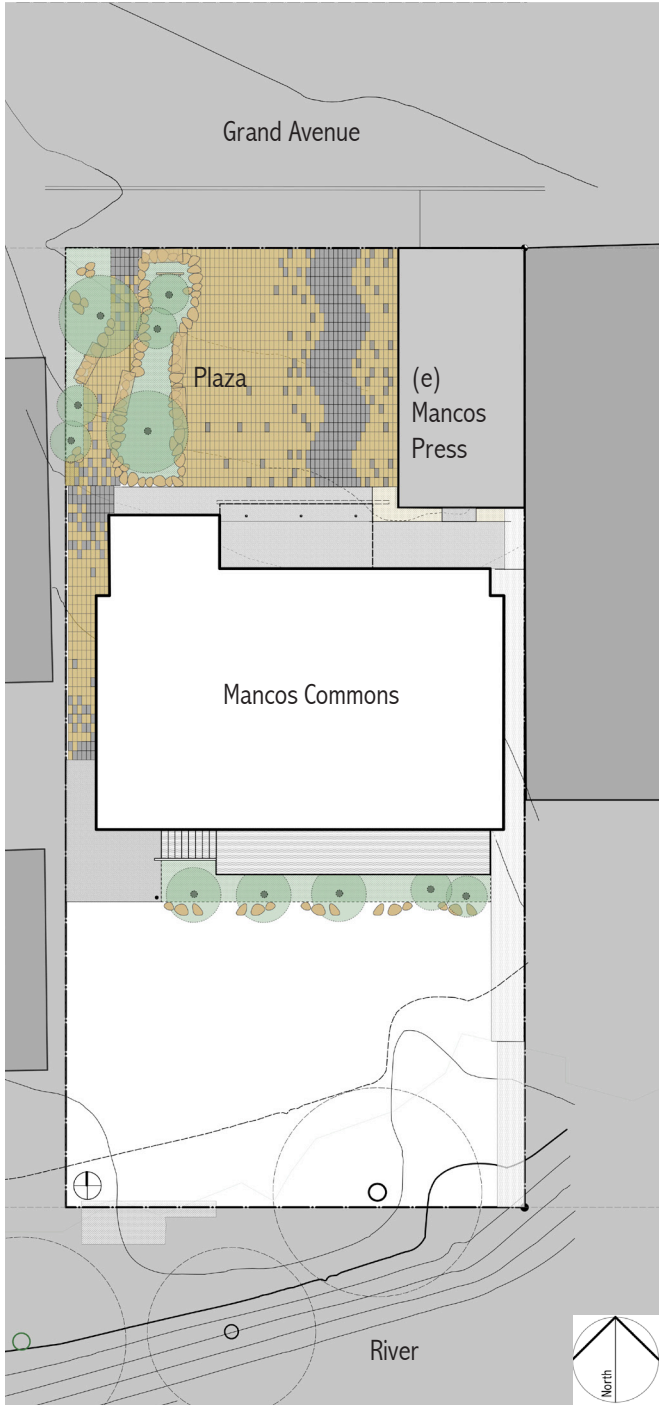 Grand Avenue
Plaza
(e)
Mancos
Press
Mancos Commons
River
North